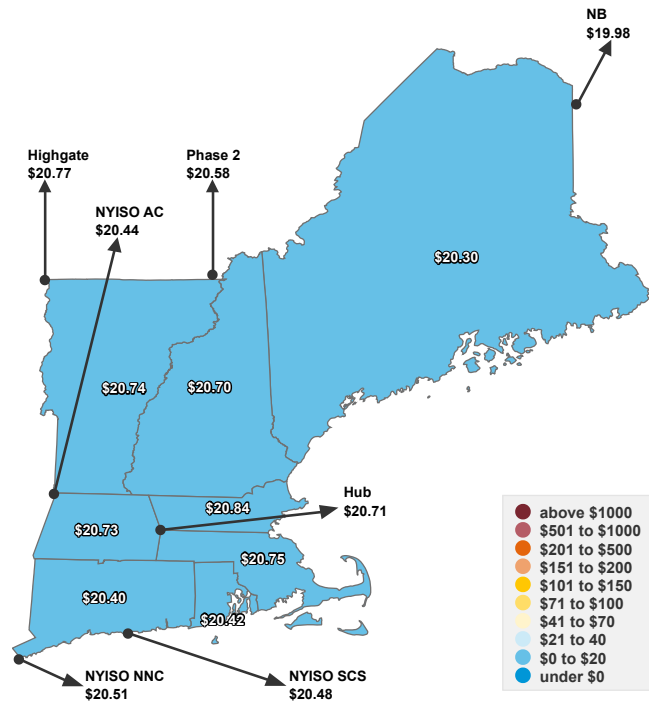 NB
$19.98
Highgate
$20.77
Phase 2
$20.58
NYISO AC
$20.44
$20.30
$20.74
$20.70
Hub
$20.71
$20.84
$20.73
$20.75
$20.40
$20.42
NYISO NNC
$20.51
NYISO SCS
$20.48
above $1000
$501 to $1000
$201 to $500
$151 to $200
$101 to $150
$71 to $100
$41 to $70
$21 to 40
$0 to $20
under $0